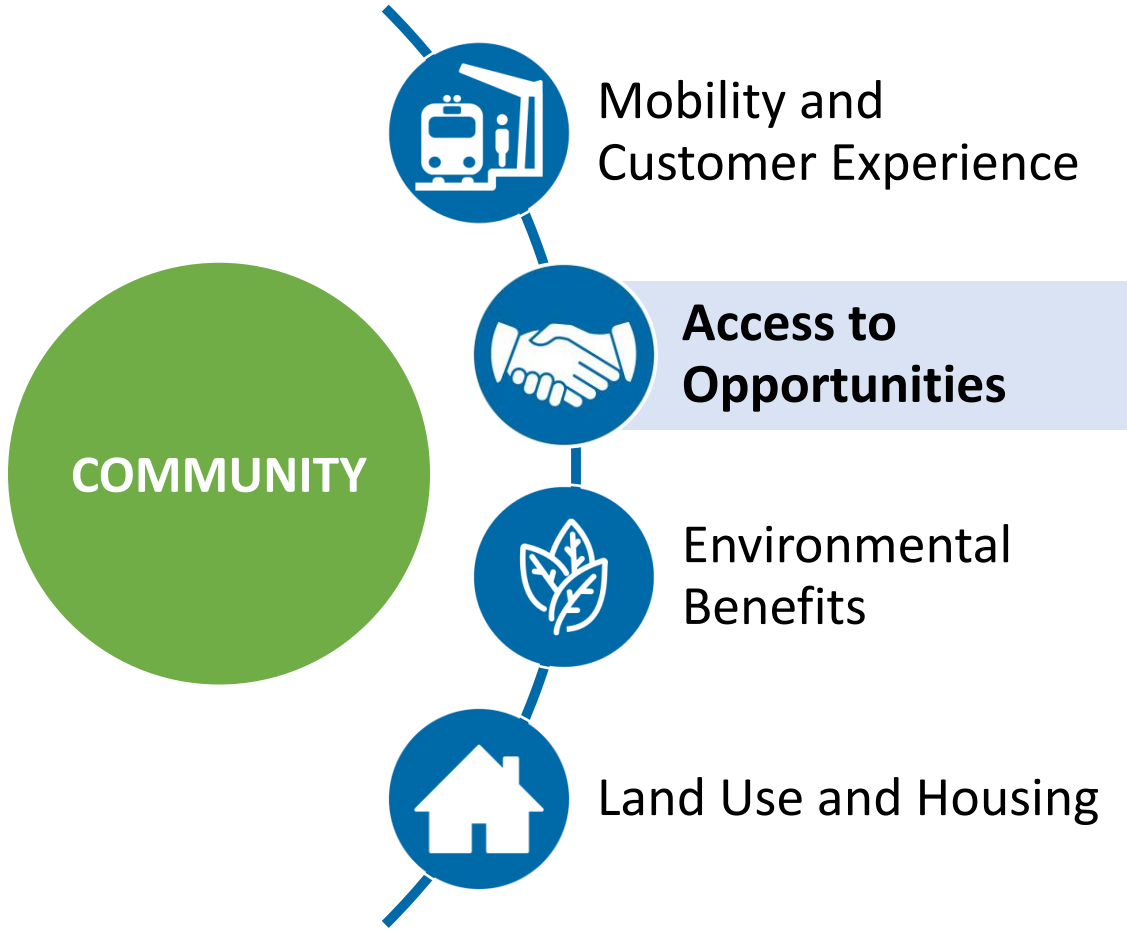 Mobility and
Customer Experience
Access to
Opportunities
COMMUNITY
Environmental
Benefits
Land Use and Housing